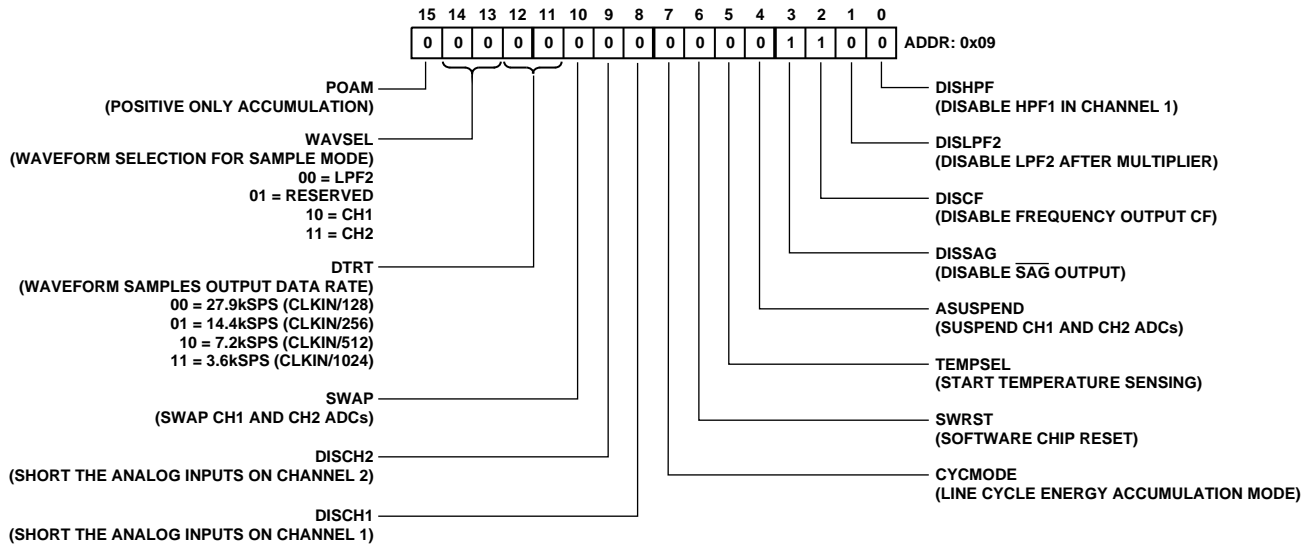 15 14 13 12 11 10 9 8 7 6 5 4 3 2 1 0
0 0 0 0 0 0 0 0 0 0 0 0 1 1 0 0 ADDR: 0x09
POAM
(POSITIVE ONLY ACCUMULATION)
WAVSEL
(WAVEFORM SELECTION FOR SAMPLE MODE)
00 = LPF2
01 = RESERVED
10 = CH1
11 = CH2
DTRT
(WAVEFORM SAMPLES OUTPUT DATA RATE)
00 = 27.9kSPS (CLKIN/128)
01 = 14.4kSPS (CLKIN/256)
10 = 7.2kSPS (CLKIN/512)
11 = 3.6kSPS (CLKIN/1024)
SWAP
(SWAP CH1 AND CH2 ADCs)
DISCH2
(SHORT THE ANALOG INPUTS ON CHANNEL 2)
DISCH1
(SHORT THE ANALOG INPUTS ON CHANNEL 1)
DISHPF
(DISABLE HPF1 IN CHANNEL 1)
DISLPF2
(DISABLE LPF2 AFTER MULTIPLIER)
DISCF
(DISABLE FREQUENCY OUTPUT CF)
DISSAG
(DISABLE S̅A̅G̅ OUTPUT)
ASUSPEND
(SUSPEND CH1 AND CH2 ADCs)
TEMPSEL
(START TEMPERATURE SENSING)
SWRST
(SOFTWARE CHIP RESET)
CYCMODE
(LINE CYCLE ENERGY ACCUMULATION MODE)